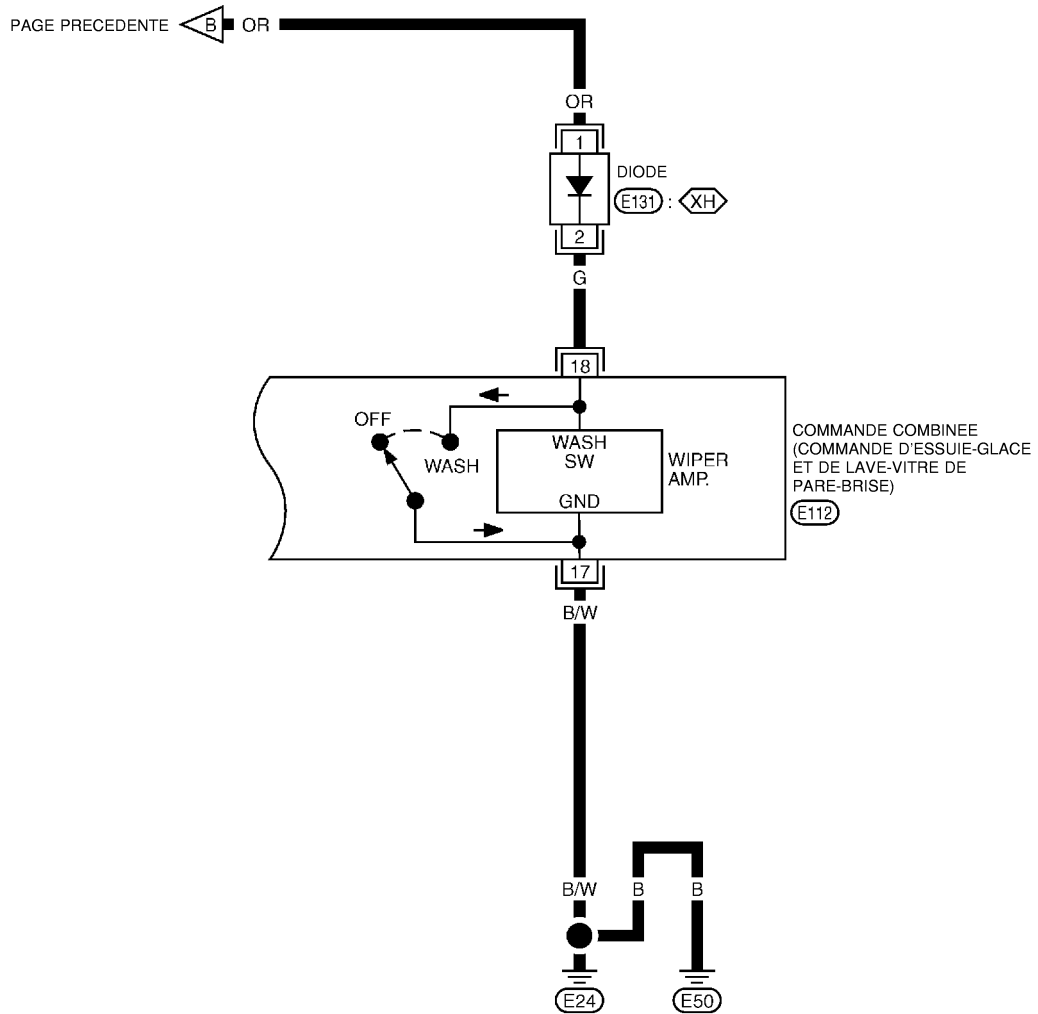 PAGE PRECEDENTE B OR
OR
1
DIODE
E131 : XH
2
G
18
OFF
WASH
WASH
SW
GND
WIPER
AMP.
COMMANDE COMBINEE
(COMMANDE D'ESSUIE-GLACE
ET DE LAVE-VITRE DE
PARE-BRISE)
E112
17
B/W
B/W B B
E24 E50